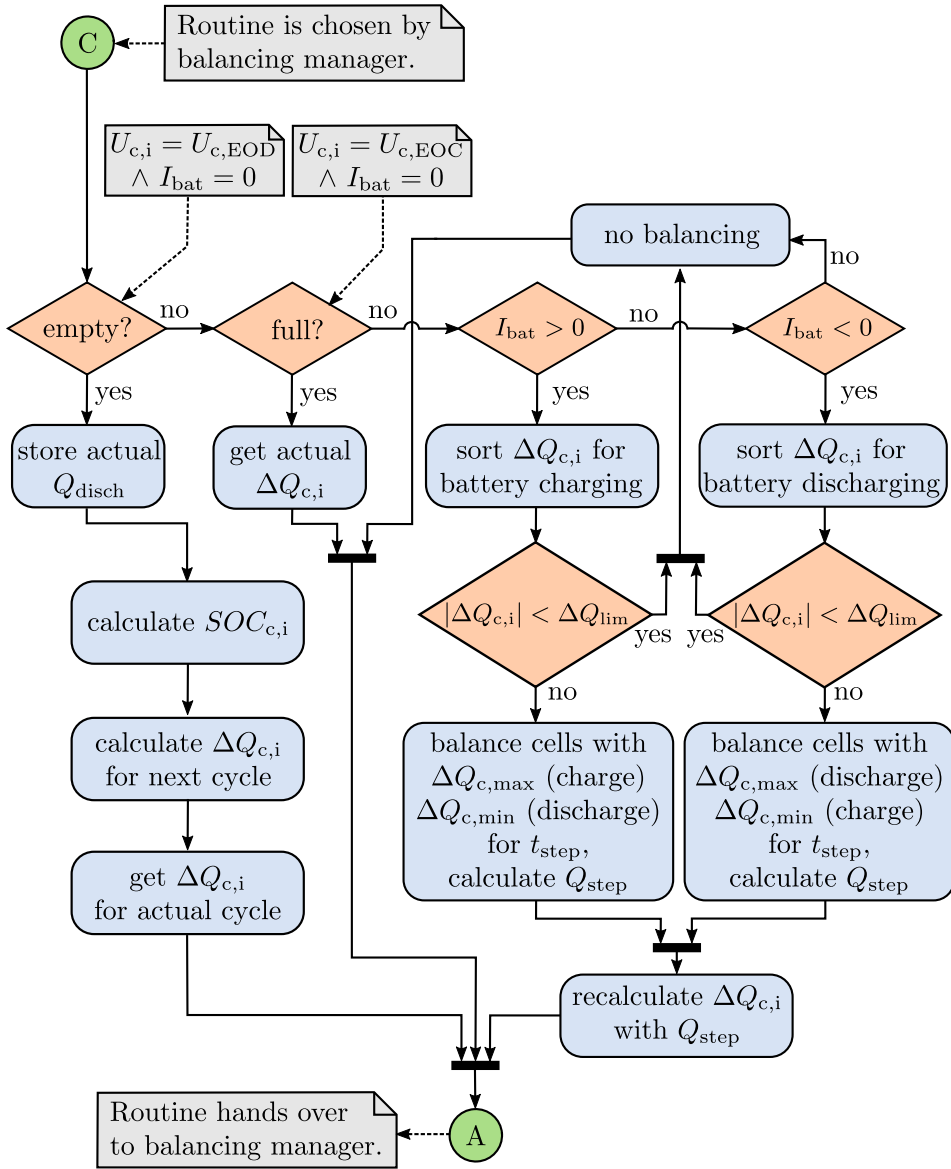 C
Routine is chosen by
balancing manager.
U_c,i = U_c,EOD
∧ I_bat = 0
U_c,i = U_c,EOC
∧ I_bat = 0
no balancing
no
empty?
no
full?
no
I_bat > 0
no
I_bat < 0
yes
yes
yes
yes
store actual
Q_disch
get actual
ΔQ_c,i
sort ΔQ_c,i for
battery charging
sort ΔQ_c,i for
battery discharging
calculate SOC_c,i
|ΔQ_c,i| < ΔQ_lim
yes
yes
|ΔQ_c,i| < ΔQ_lim
no
no
calculate ΔQ_c,i
for next cycle
balance cells with
ΔQ_c,max (charge)
ΔQ_c,min (discharge)
for t_step,
calculate Q_step
balance cells with
ΔQ_c,max (discharge)
ΔQ_c,min (charge)
for t_step,
calculate Q_step
get ΔQ_c,i
for actual cycle
recalculate ΔQ_c,i
with Q_step
Routine hands over
to balancing manager.
A